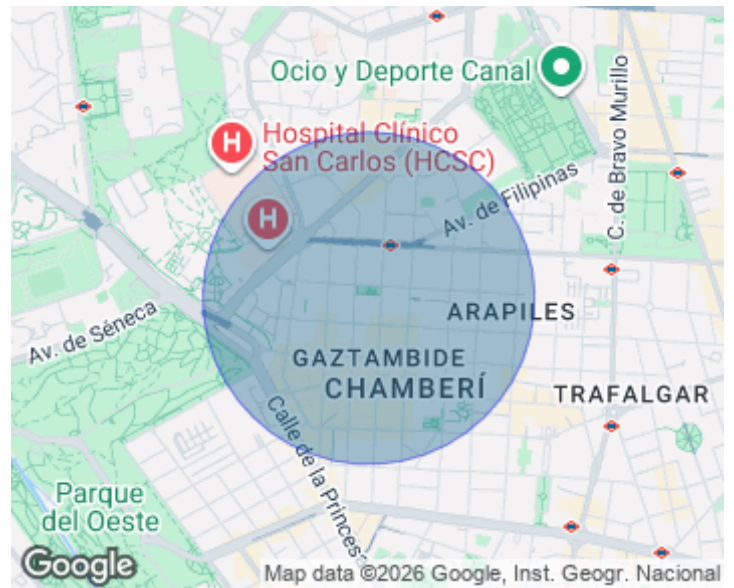 Ocio y Deporte Canal
H
Hospital Clínico
San Carlos (HCSC)
C. de Bravo Murillo
Av. de Filipinas
H
ARAPILES
Av. de Séneca
GAZTAMBIDE
CHAMBERÍ
TRAFALGAR
Calle de la Princesa
Parque
del Oeste
Google
Map data ©2026 Google, Inst. Geogr. Nacional